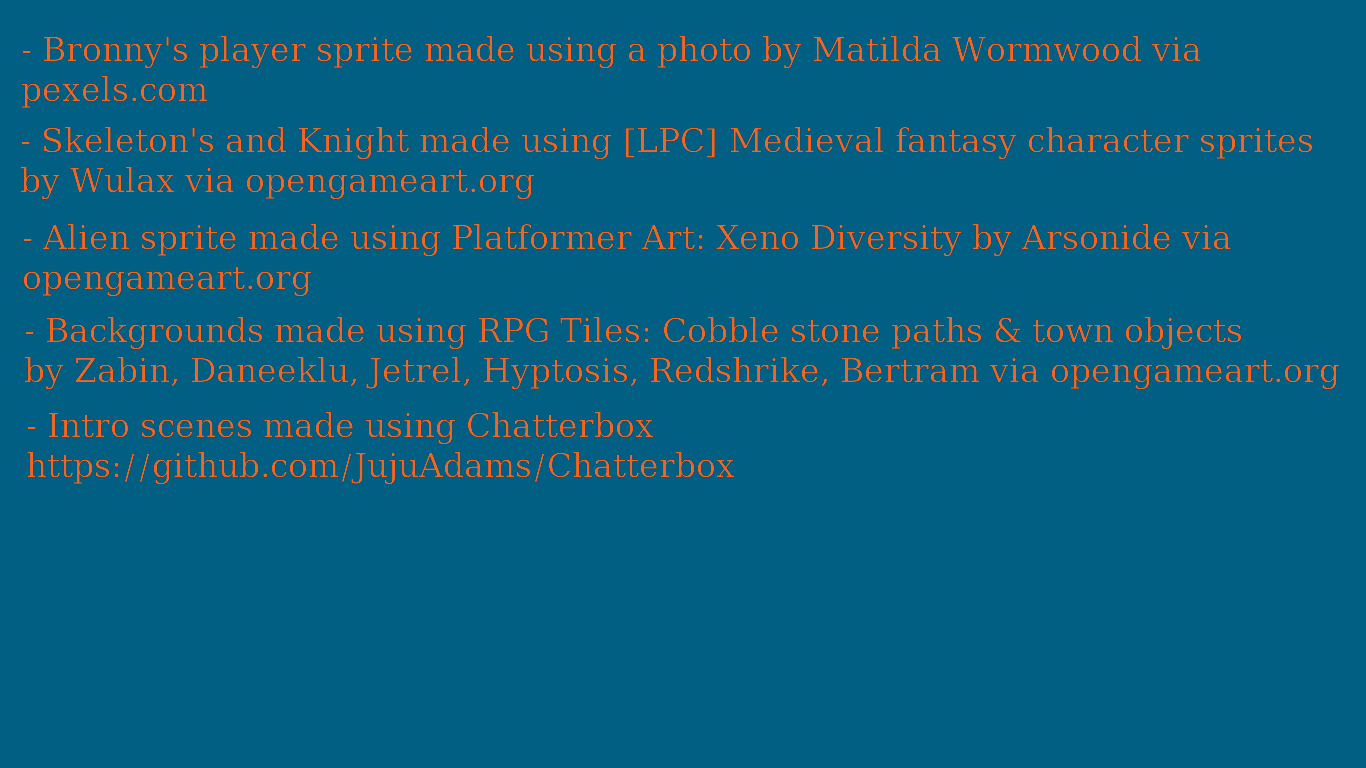 - Bronny's player sprite made using a photo by Matilda Wormwood via
pexels.com
- Skeleton's and Knight made using [LPC] Medieval fantasy character sprites
by Wulax via opengameart.org
- Alien sprite made using Platformer Art: Xeno Diversity by Arsonide via
opengameart.org
- Backgrounds made using RPG Tiles: Cobble stone paths & town objects
by Zabin, Daneeklu, Jetrel, Hyptosis, Redshrike, Bertram via opengameart.org
- Intro scenes made using Chatterbox
https://github.com/JujuAdams/Chatterbox